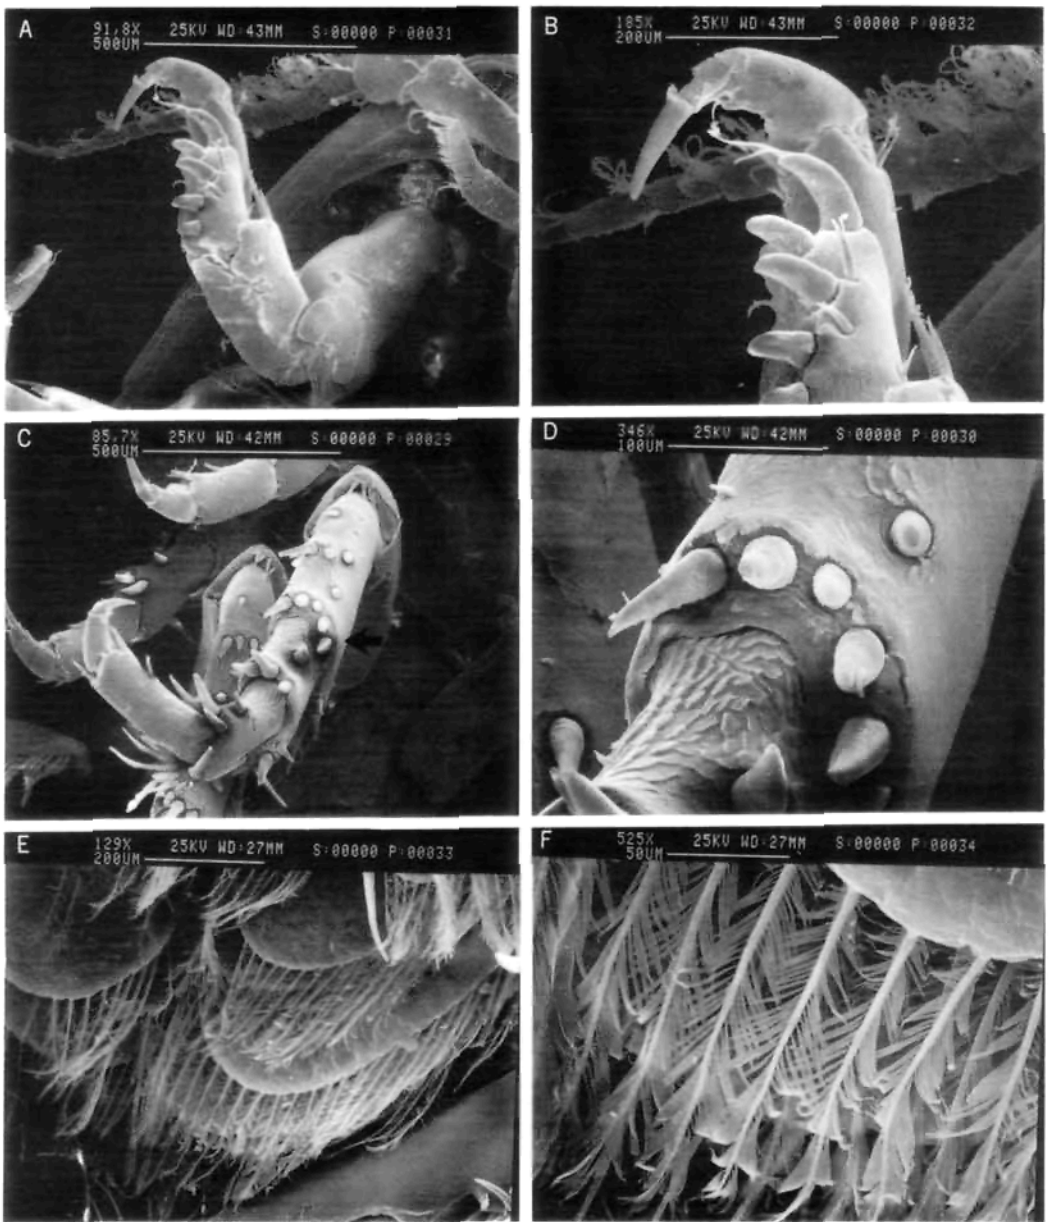 A
91.8X 25KV WD:43MM S:00000 P:00031
500UM
B
185X 25KV WD:43MM S:00000 P:00032
200UM
C
85.7X 25KV WD:42MM S:00000 P:00029
500UM
D
346X 25KV WD:42MM S:00000 P:00030
100UM
E
129X 25KV WD:27MM S:00000 P:00033
200UM
F
525X 25KV WD:27MM S:00000 P:00034
50UM